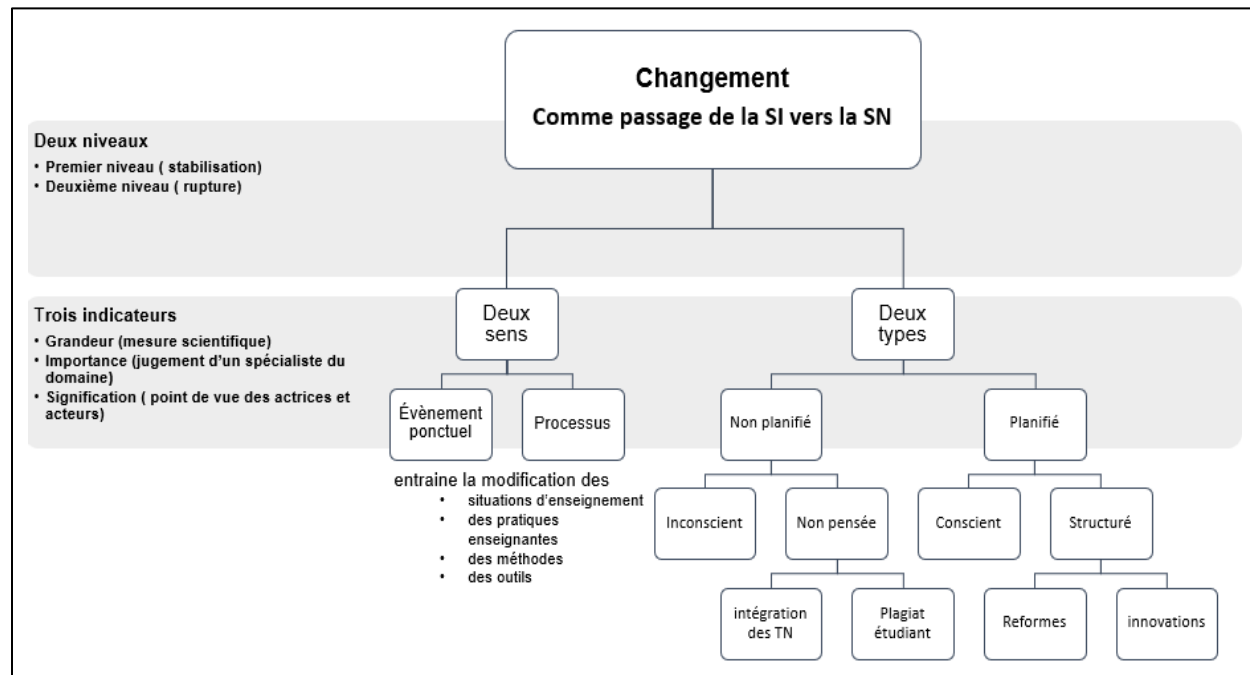 Changement
Comme passage de la SI vers la SN
Deux niveaux
• Premier niveau ( stabilisation)
• Deuxième niveau ( rupture)
Trois indicateurs
• Grandeur (mesure scientifique)
• Importance (jugement d'un spécialiste du
domaine)
• Signification ( point de vue des actrices et
acteurs)
Deux
sens
Deux
types
Évènement
ponctuel
Processus
Non planifié
Planifié
entraine la modification des
• situations d'enseignement
• des pratiques
enseignantes
• des méthodes
• des outils
Inconscient
Non pensée
Conscient
Structuré
intégration
des TN
Plagiat
étudiant
Reformes
innovations